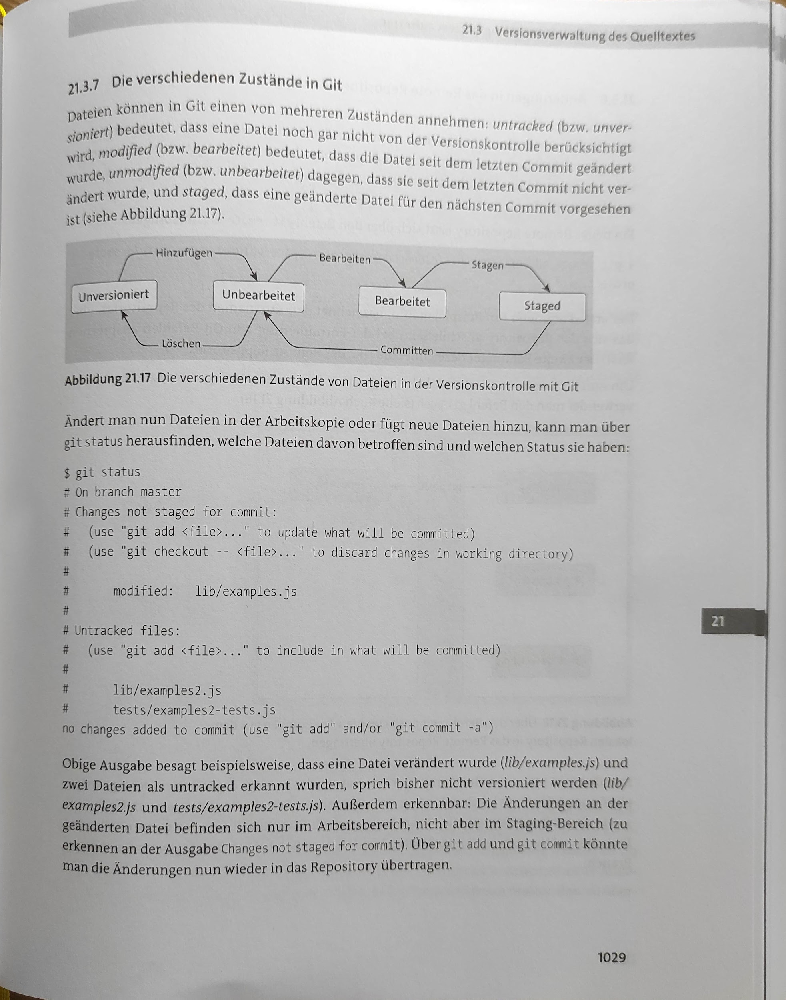 21.3 Versionsverwaltung des Quelltextes
21.3.7 Die verschiedenen Zustände in Git
Dateien können in Git einen von mehreren Zuständen annehmen: untracked (bzw. unver-
sioniert) bedeutet, dass eine Datei noch gar nicht von der Versionskontrolle berücksichtigt
wird, modified (bzw. bearbeitet) bedeutet, dass die Datei seit dem letzten Commit geändert
wurde, unmodified (bzw. unbearbeitet) dagegen, dass sie seit dem letzten Commit nicht ver-
ändert wurde, und staged, dass eine geänderte Datei für den nächsten Commit vorgesehen
ist (siehe Abbildung 21.17).
Hinzufügen
Bearbeiten
Stagen
Unversioniert
Unbearbeitet
Bearbeitet
Staged
Löschen
Committen
Abbildung 21.17 Die verschiedenen Zustände von Dateien in der Versionskontrolle mit Git
Ändert man nun Dateien in der Arbeitskopie oder fügt neue Dateien hinzu, kann man über
git status herausfinden, welche Dateien davon betroffen sind und welchen Status sie haben:
$ git status
# On branch master
# Changes not staged for commit:
#   (use "git add <file>..." to update what will be committed)
#   (use "git checkout -- <file>..." to discard changes in working directory)
#
#       modified:   lib/examples.js
#
# Untracked files:
#   (use "git add <file>..." to include in what will be committed)
#
#       lib/examples2.js
#       tests/examples2-tests.js
no changes added to commit (use "git add" and/or "git commit -a")
21
Obige Ausgabe besagt beispielsweise, dass eine Datei verändert wurde (lib/examples.js) und
zwei Dateien als untracked erkannt wurden, sprich bisher nicht versioniert werden (lib/
examples2.js und tests/examples2-tests.js). Außerdem erkennbar: Die Änderungen an der
geänderten Datei befinden sich nur im Arbeitsbereich, nicht aber im Staging-Bereich (zu
erkennen an der Ausgabe Changes not staged for commit). Über git add und git commit könnte
man die Änderungen nun wieder in das Repository übertragen.
1029